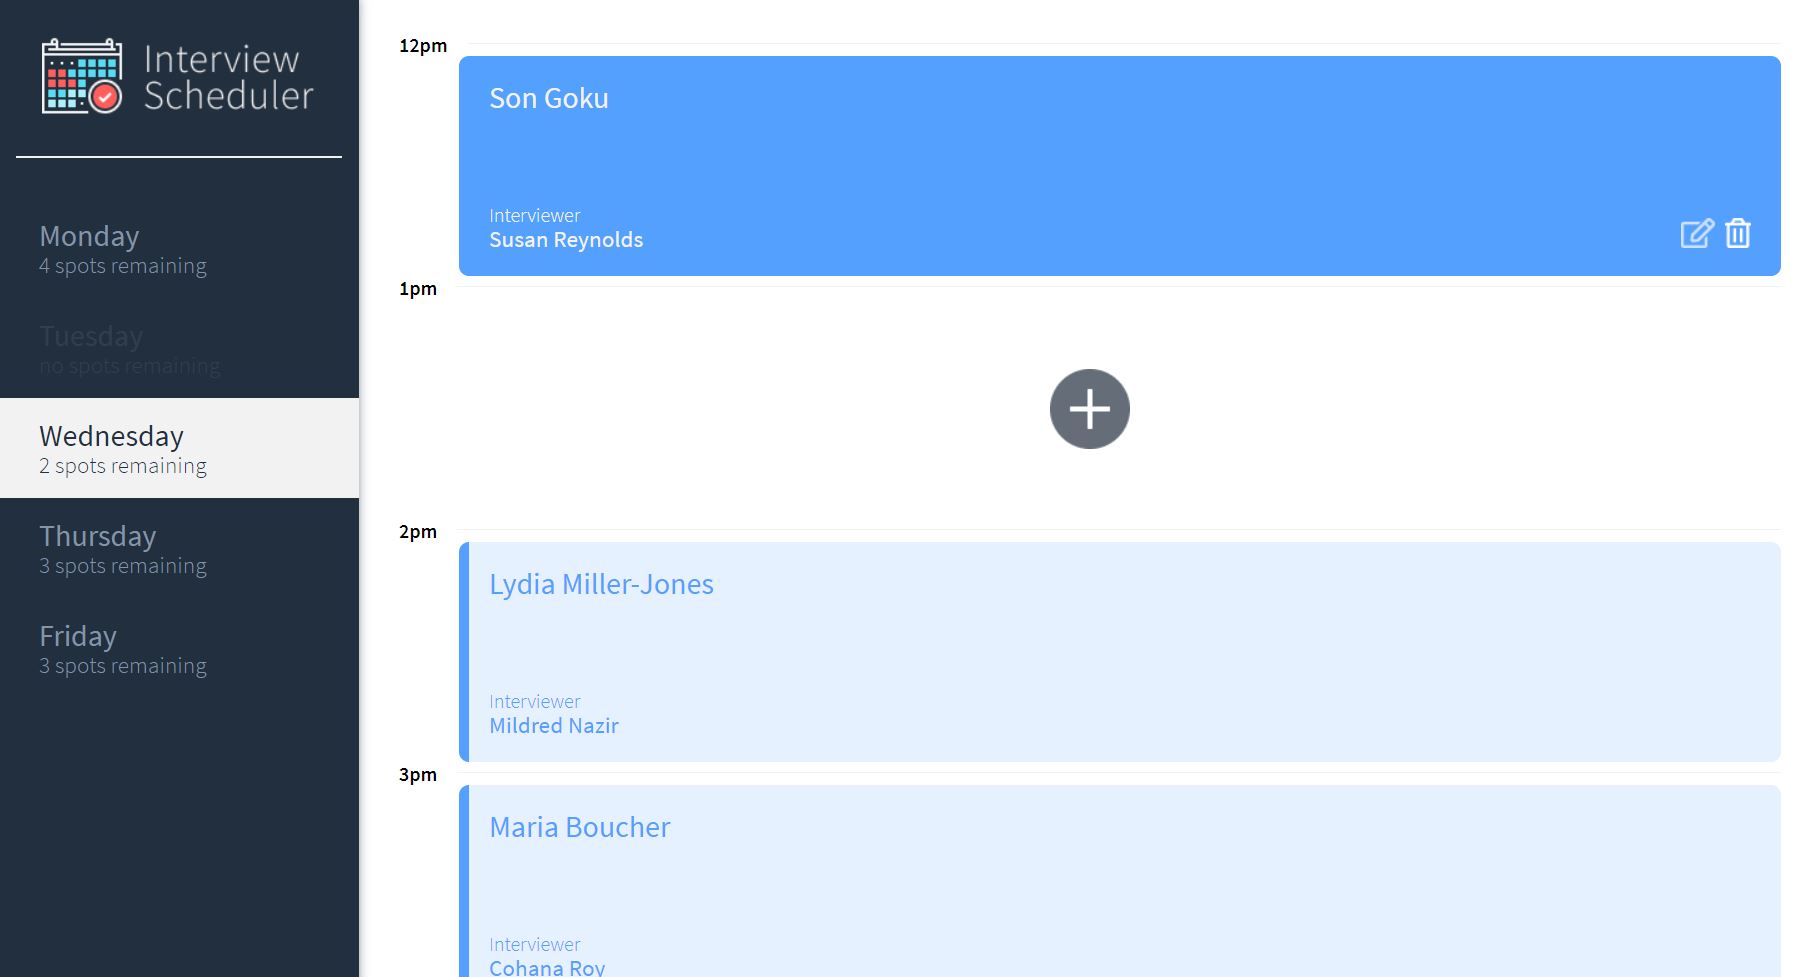 Interview
Scheduler
Monday
4 spots remaining
Tuesday
no spots remaining
Wednesday
2 spots remaining
Thursday
3 spots remaining
Friday
3 spots remaining
12pm
Son Goku
Interviewer
Susan Reynolds
1pm
2pm
Lydia Miller-Jones
Interviewer
Mildred Nazir
3pm
Maria Boucher
Interviewer
Cohana Roy